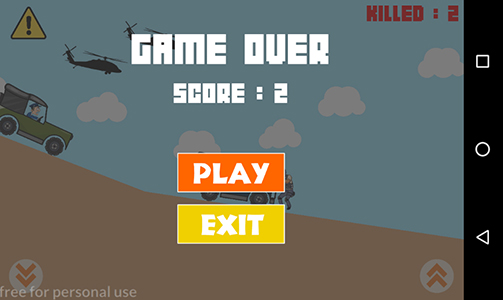 KILLED : 2
GAME OVER
SCORE : 2
PLAY
EXIT
free for personal use